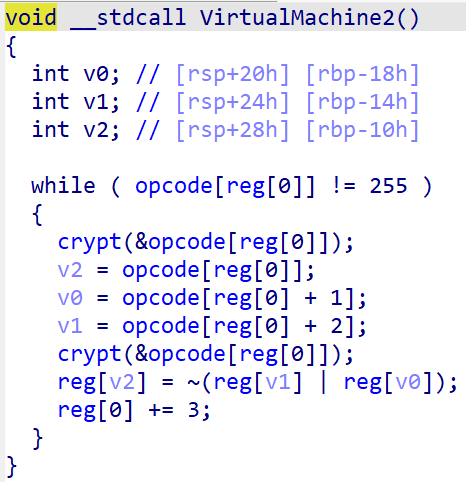 void __stdcall VirtualMachine2()
{
  int v0; // [rsp+20h] [rbp-18h]
  int v1; // [rsp+24h] [rbp-14h]
  int v2; // [rsp+28h] [rbp-10h]

  while ( opcode[reg[0]] != 255 )
  {
    crypt(&opcode[reg[0]]);
    v2 = opcode[reg[0]];
    v0 = opcode[reg[0] + 1];
    v1 = opcode[reg[0] + 2];
    crypt(&opcode[reg[0]]);
    reg[v2] = ~(reg[v1] | reg[v0]);
    reg[0] += 3;
  }
}